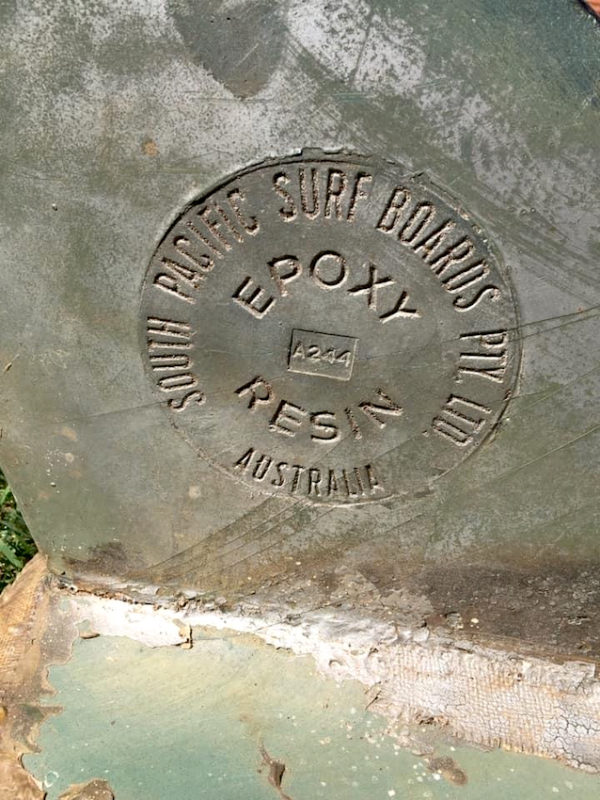 SOUTH PACIFIC SURF BOARDS PTY. LTD.
EPOXY
A244
RESIN
AUSTRALIA